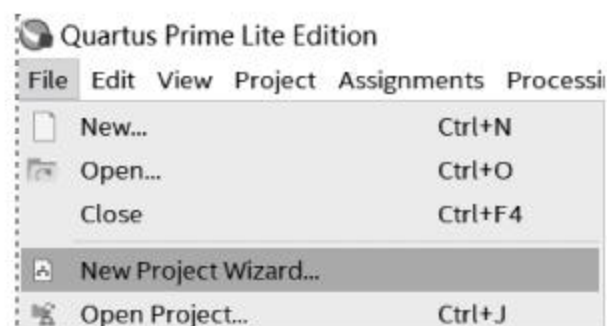 Quartus Prime Lite Edition
File Edit View Project Assignments Processi
New... Ctrl+N
Open... Ctrl+O
Close Ctrl+F4
New Project Wizard...
Open Project... Ctrl+J